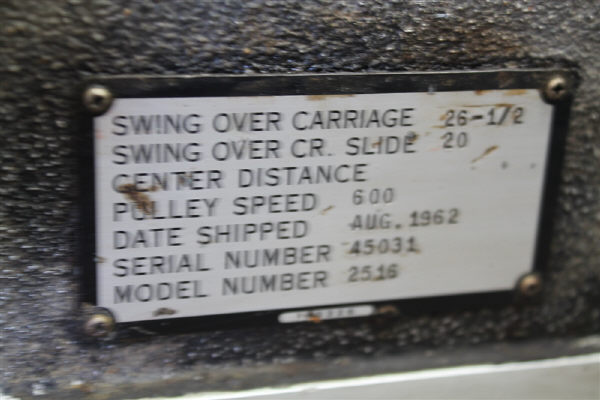 SWING OVER CARRIAGE 26-1/2
SWING OVER CR. SLIDE 20
CENTER DISTANCE
PULLEY SPEED 600
DATE SHIPPED AUG. 1962
SERIAL NUMBER 45031
MODEL NUMBER 2516